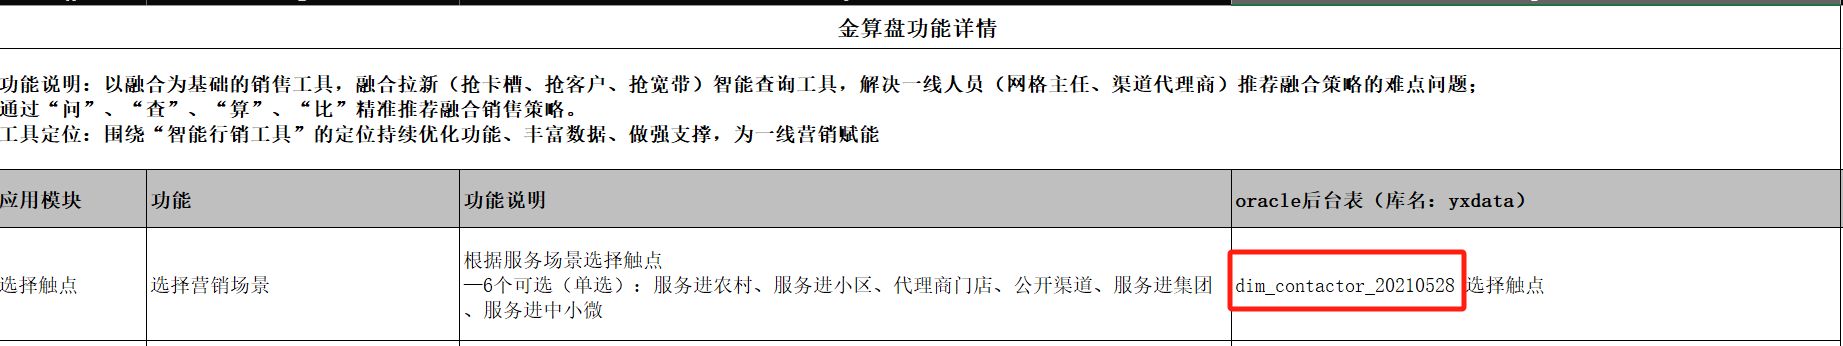 金算盘功能详情
功能说明：以融合为基础的销售工具，融合拉新（抢卡槽、抢客户、抢宽带）智能查询工具，解决一线人员（网格主任、渠道代理商）推荐融合策略的难点问题；
通过“问”、“查”、“算”、“比”精准推荐融合销售策略。
工具定位：围绕“智能行销工具”的定位持续优化功能、丰富数据、做强支撑，为一线营销赋能
应用模块 功能 功能说明 oracle后台表（库名：yxdata）
选择触点
选择营销场景
根据服务场景选择触点
—6个可选（单选）：服务进农村、服务进小区、代理商门店、公开渠道、服务进集团
、服务进中小微
dim_contactor_20210528 选择触点